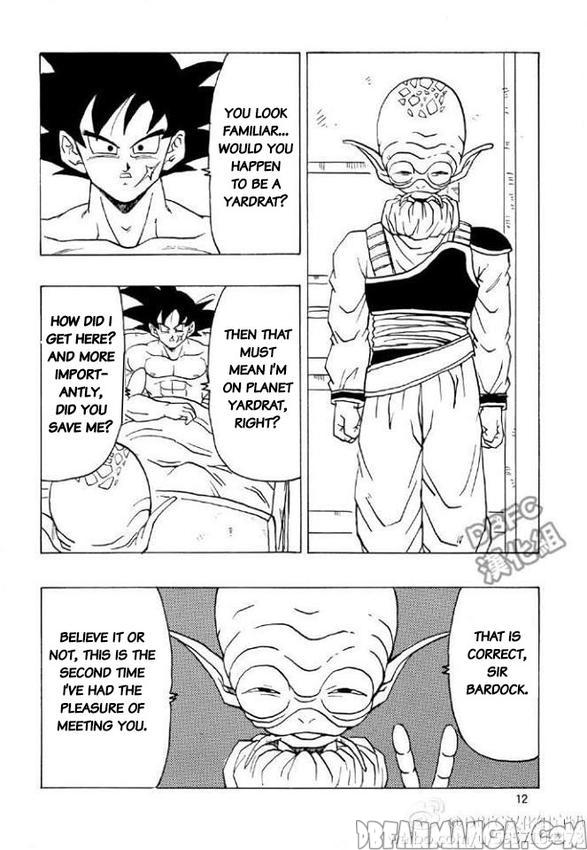 YOU LOOK
FAMILIAR...
WOULD YOU
HAPPEN
TO BE A
YARDRAT?
THEN THAT
MUST
MEAN I'M
ON PLANET
YARDRAT,
RIGHT?
HOW DID I
GET HERE?
AND MORE
IMPORT-
ANTLY,
DID YOU
SAVE ME?
DBFC
漢化組
THAT IS
CORRECT,
SIR
BARDOCK.
BELIEVE IT OR
NOT, THIS IS THE
SECOND TIME
I'VE HAD THE
PLEASURE OF
MEETING YOU.
12
DBFANMANGA.COM